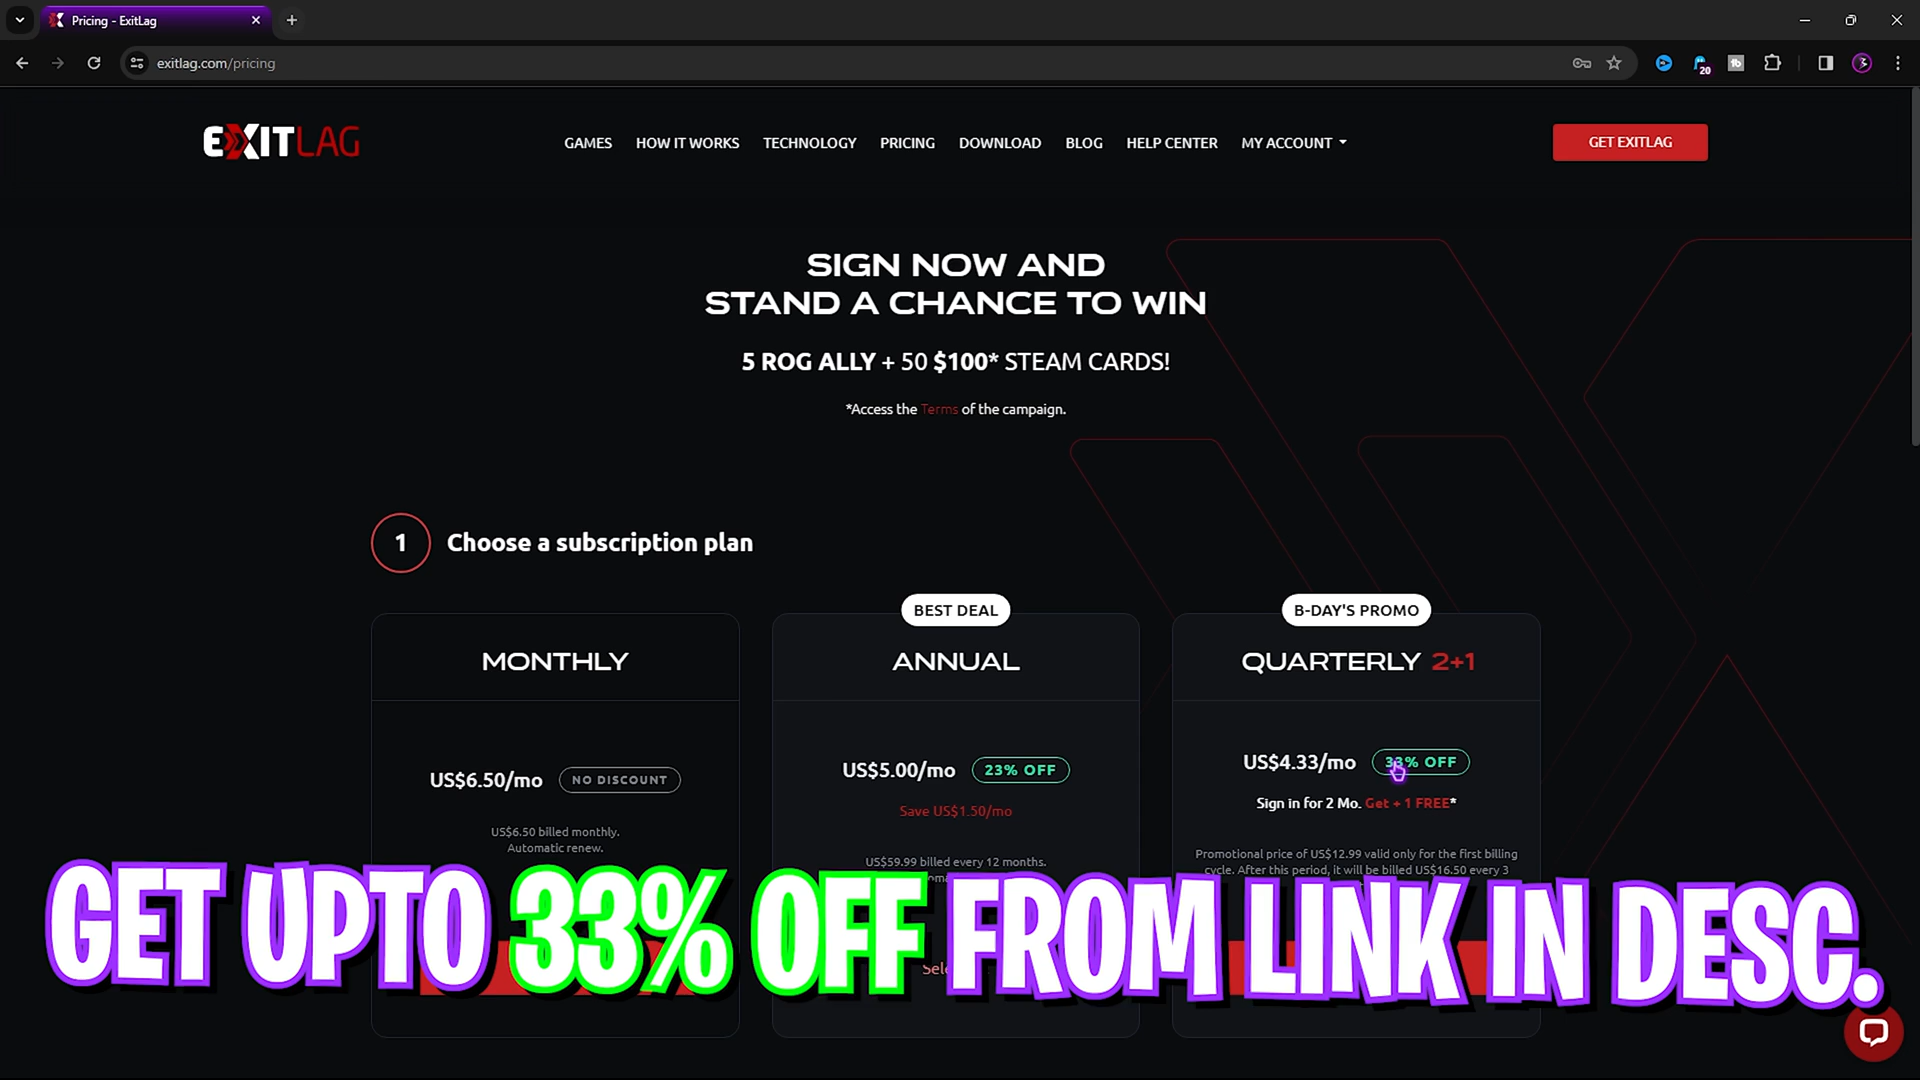 Pricing - ExitLag
exitlag.com/pricing
20
EXITLAG
GAMES
HOW IT WORKS
TECHNOLOGY
PRICING
DOWNLOAD
BLOG
HELP CENTER
MY ACCOUNT
GET EXITLAG
SIGN NOW AND
STAND A CHANCE TO WIN
5 ROG ALLY + 50 $100* STEAM CARDS!
*Access the Terms of the campaign.
1
Choose a subscription plan
MONTHLY
US$6.50/mo
NO DISCOUNT
US$6.50 billed monthly.
Automatic renew.
BEST DEAL
ANNUAL
US$5.00/mo
23% OFF
Save US$1.50/mo
US$59.99 billed every 12 months.
B-DAY'S PROMO
QUARTERLY 2+1
US$4.33/mo
33% OFF
Sign in for 2 Mo. Get + 1 FREE*
Promotional price of US$12.99 valid only for the first billing
cycle. After this period, it will be billed US$16.50 every 3
GET UPTO 33% OFF FROM LINK IN DESC.